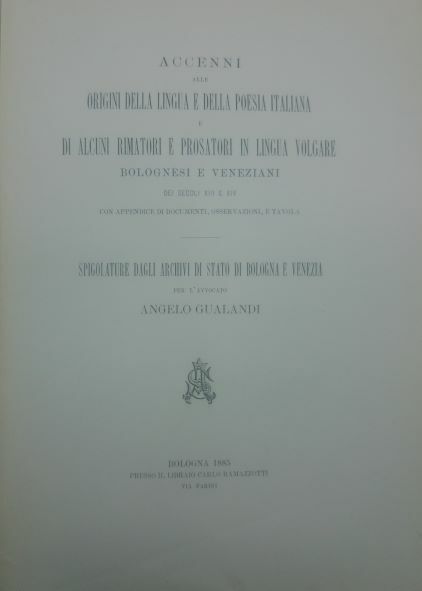 ACCENNI
ALLE
ORIGINI DELLA LINGUA E DELLA POESIA ITALIANA
E
DI ALCUNI RIMATORI E PROSATORI IN LINGUA VOLGARE
BOLOGNESI E VENEZIANI
DEI SECOLI XIII E XIV
CON APPENDICE DI DOCUMENTI, OSSERVAZIONI, E TAVOLA
SPIGOLATURE DAGLI ARCHIVI DI STATO DI BOLOGNA E VENEZIA
PER L'AVVOCATO
ANGELO GUALANDI
BOLOGNA 1885
PRESSO IL LIBRAIO CARLO RAMAZZOTTI
VIA FARINI